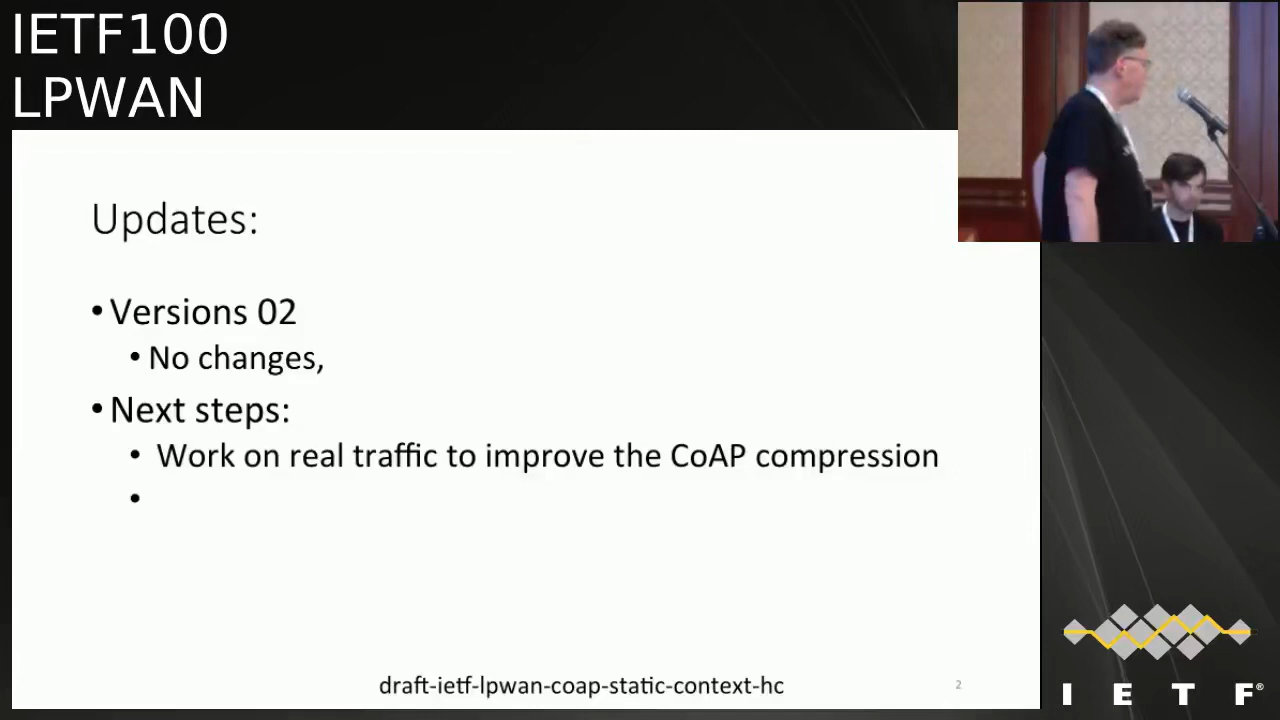 IETF100
LPWAN
Updates:
• Versions 02
• No changes,
• Next steps:
• Work on real traffic to improve the CoAP compression
•
draft-ietf-lpwan-coap-static-context-hc
2
I E T F®